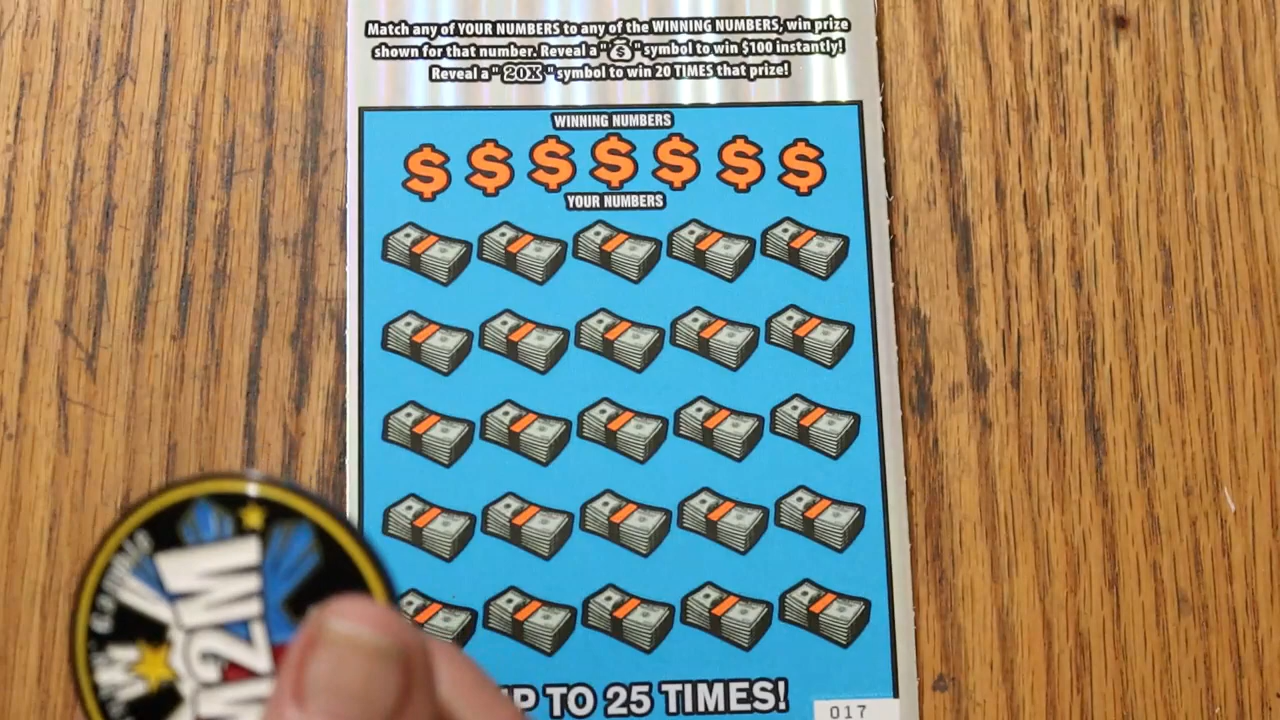 Match any of YOUR NUMBERS to any of the WINNING NUMBERS, win prize
shown for that number. Reveal a " $ " symbol to win $100 instantly!
Reveal a " 20X " symbol to win 20 TIMES that prize!
WINNING NUMBERS
$ $ $ $ $ $ $
YOUR NUMBERS
M2M
TO 25 TIMES!
017